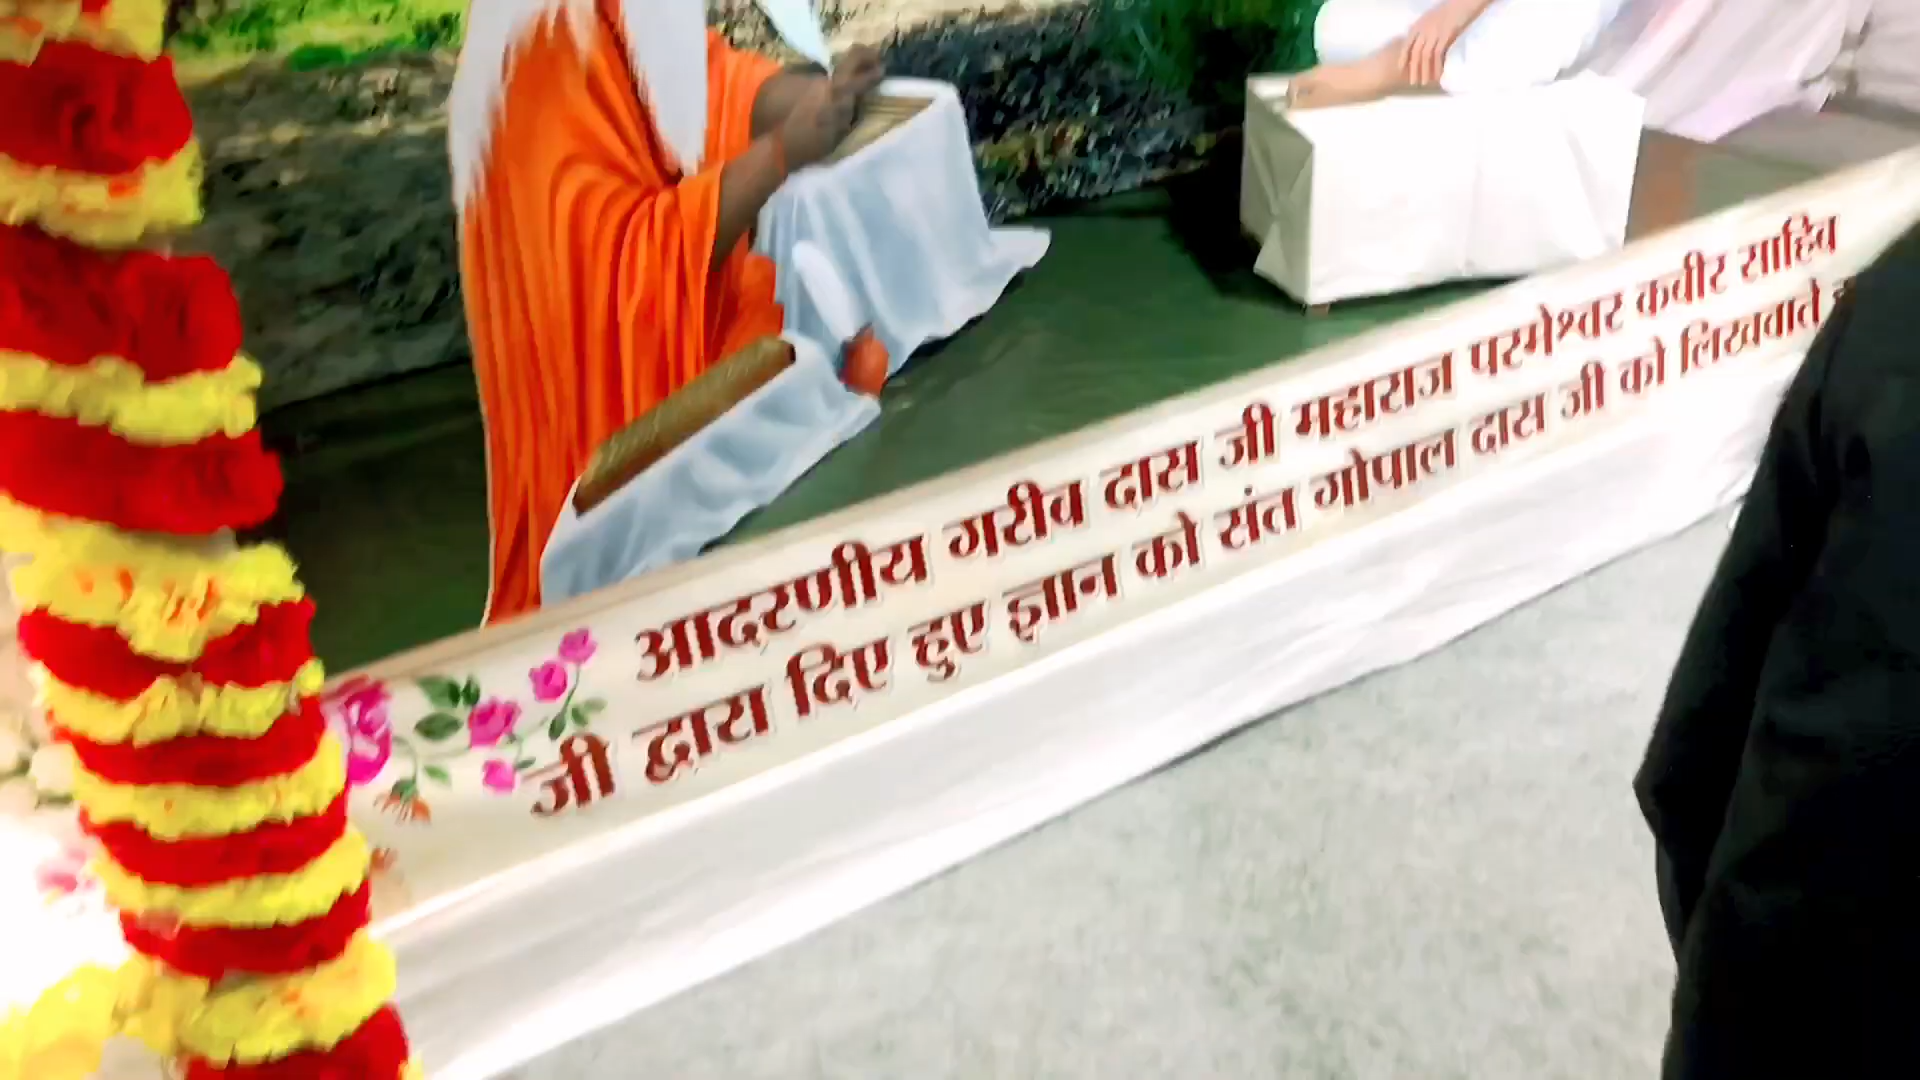 आदरणीय गरीब दास जी महाराज परमेश्वर कबीर साहिब
जी द्वारा दिए हुए ज्ञान को संत गोपाल दास जी को लिखवाते